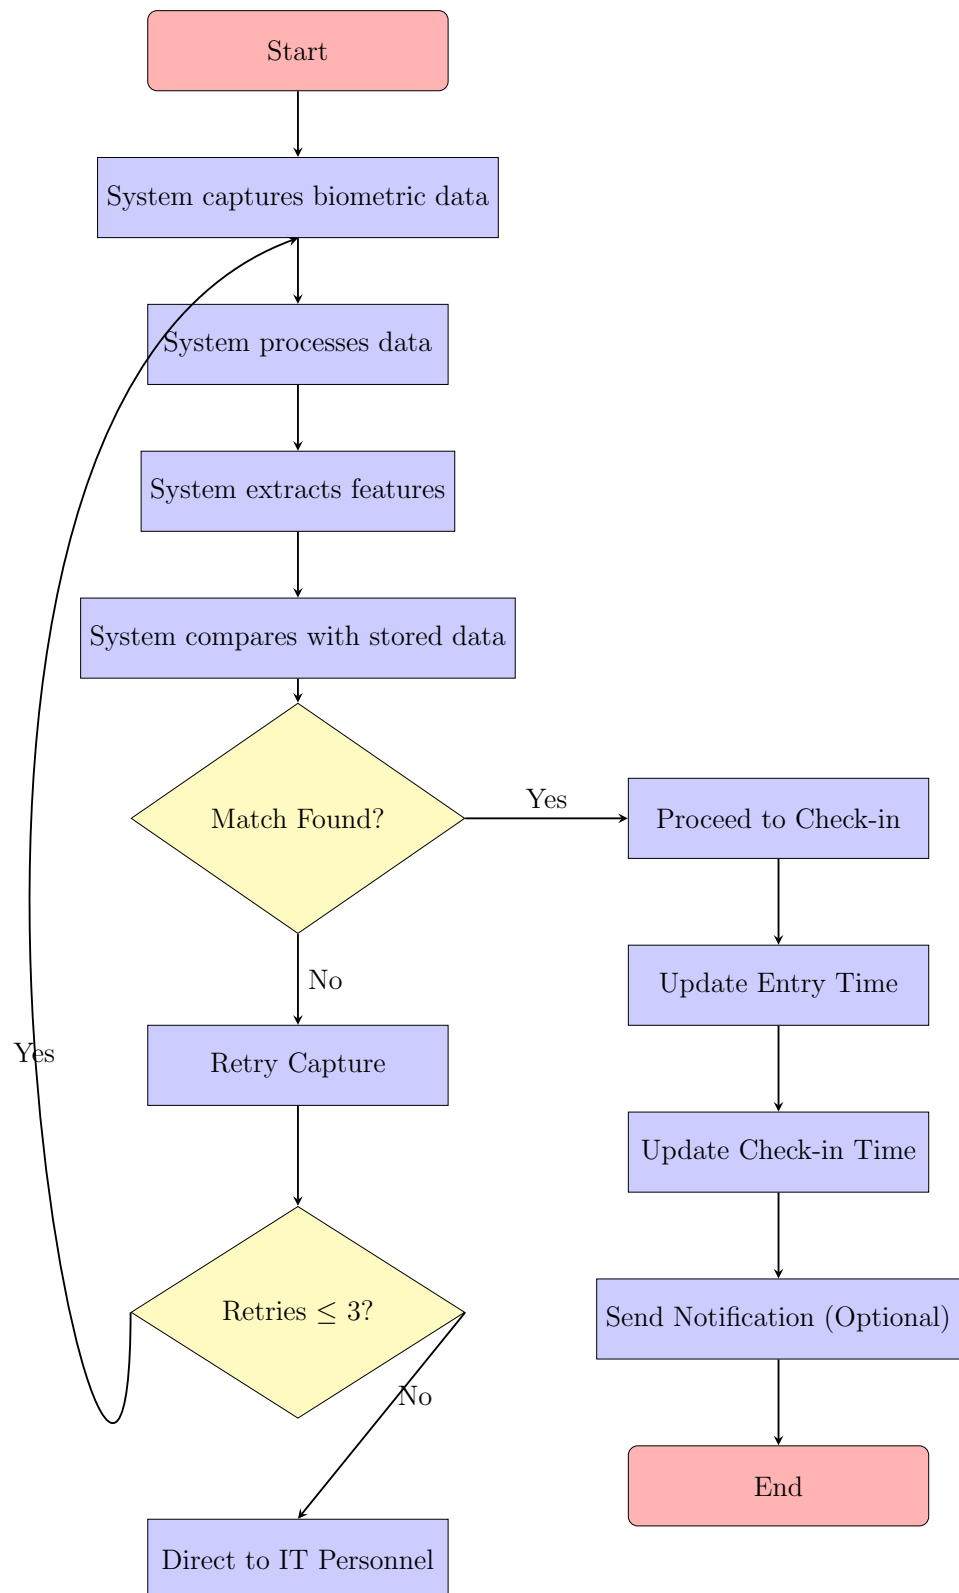 Start
System captures biometric data
System processes data
System extracts features
System compares with stored data
Match Found?
Yes
Proceed to Check-in
Update Entry Time
No
Retry Capture
Yes
Update Check-in Time
Retries ≤ 3?
Send Notification (Optional)
No
End
Direct to IT Personnel